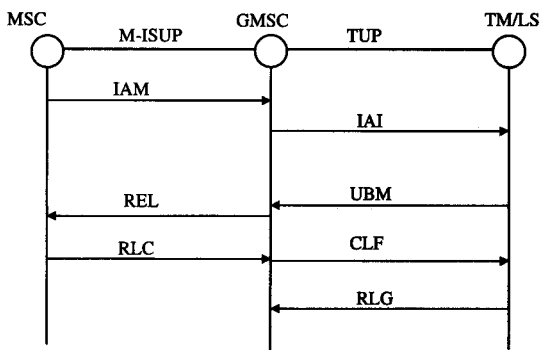 MSC GMSC TM/LS
M-ISUP TUP
IAM
IAI
UBM
REL
RLC CLF
RLG